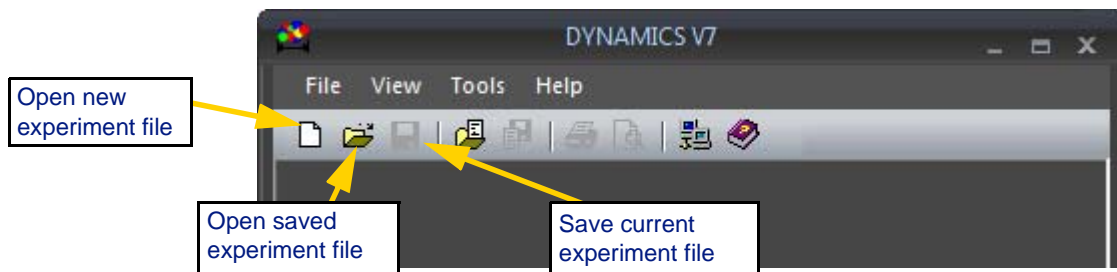 DYNAMICS V7
File View Tools Help
Open new
experiment file
Open saved
experiment file
Save current
experiment file